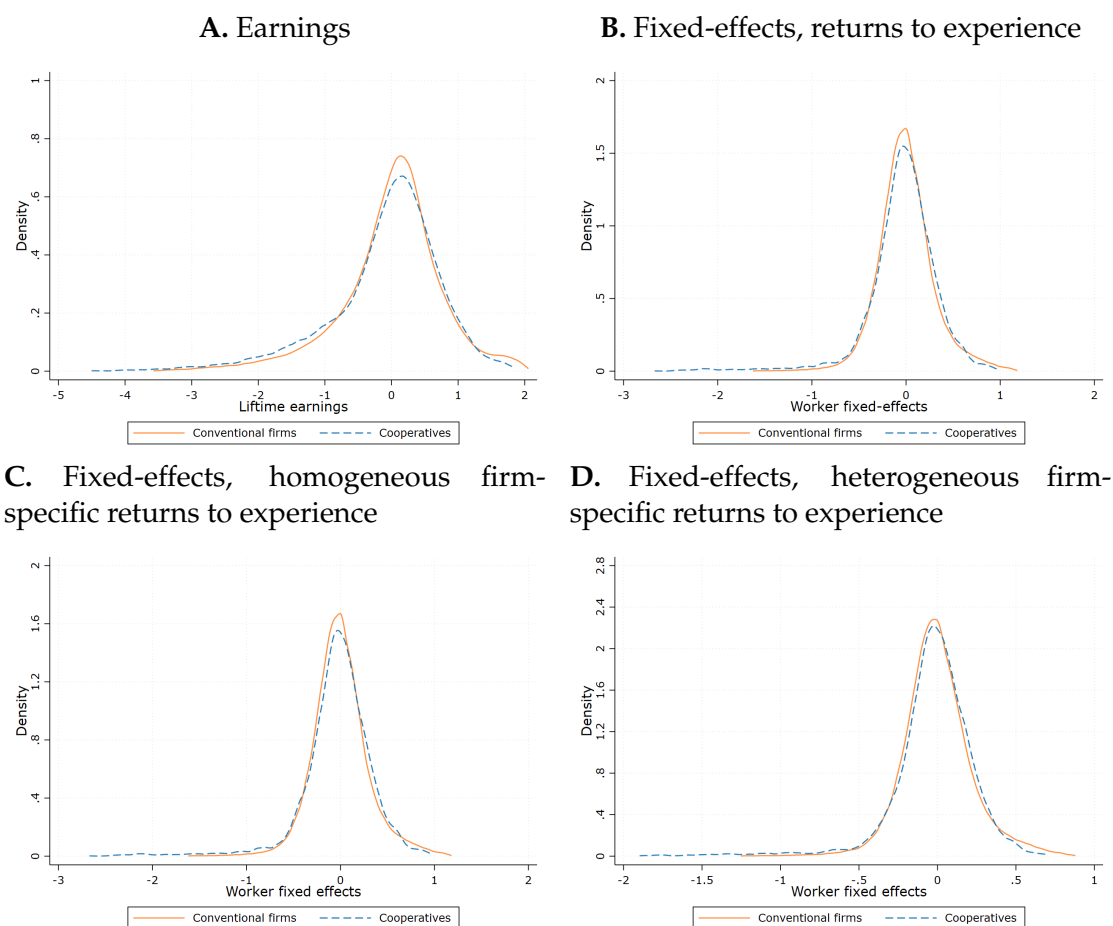 A. Earnings
1
.8
.6
.4
.2
0
Density
-5 -4 -3 -2 -1 0 1 2
Liftime earnings
Conventional firms Cooperatives
B. Fixed-effects, returns to experience
2
1.5
1
.5
0
Density
-3 -2 -1 0 1 2
Worker fixed-effects
Conventional firms Cooperatives
C. Fixed-effects, homogeneous firm-
specific returns to experience
2
1.6
1.2
.8
.4
0
Density
-3 -2 -1 0 1 2
Worker fixed effects
Conventional firms Cooperatives
D. Fixed-effects, heterogeneous firm-
specific returns to experience
2.8
2.4
2
1.6
1.2
.8
.4
0
Density
-2 -1.5 -1 -.5 0 .5 1
Worker fixed effects
Conventional firms Cooperatives